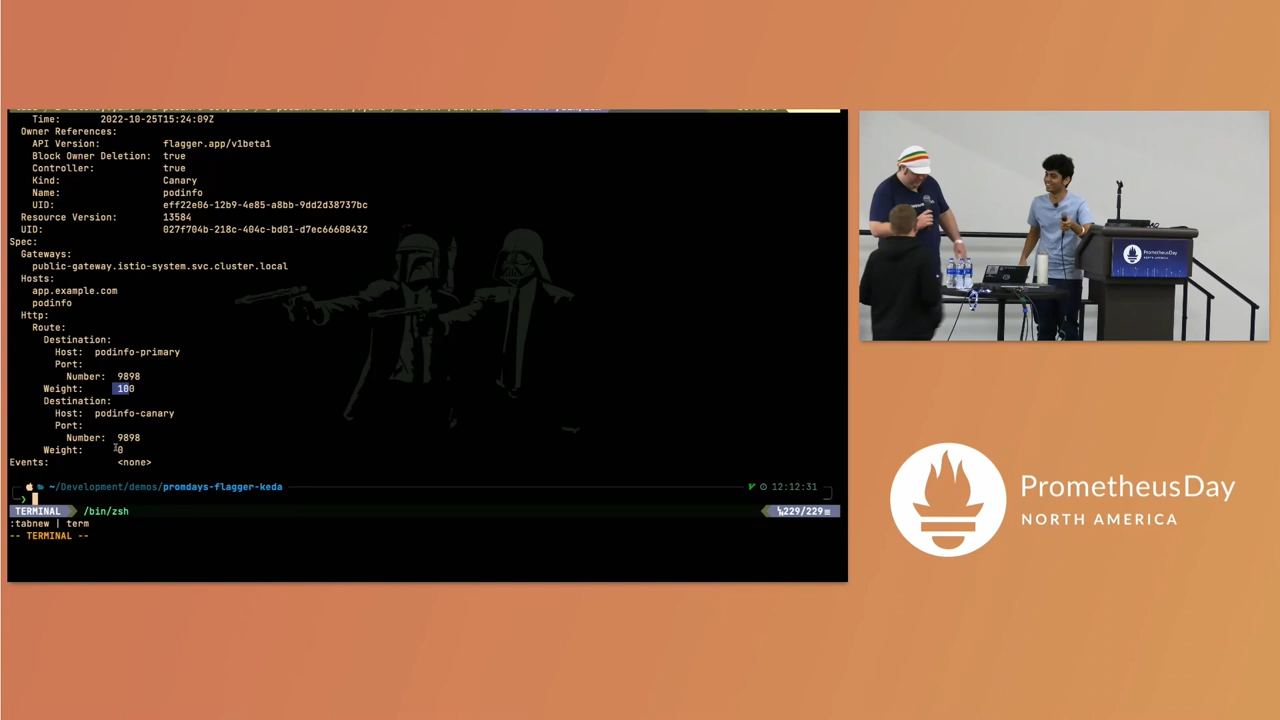 Time: 2022-10-25T15:24:09Z
Owner References:
API Version: flagger.app/v1beta1
Block Owner Deletion: true
Controller: true
Kind: Canary
Name: podinfo
UID: eff22e06-12b9-4e85-a8bb-9dd2d38737bc
Resource Version: 13584
UID: 027f704b-218c-404c-bd01-d7ec66608432
Spec:
Gateways:
public-gateway.istio-system.svc.cluster.local
Hosts:
app.example.com
podinfo
Http:
Route:
Destination:
Host: podinfo-primary
Port:
Number: 9898
Weight: 100
Destination:
Host: podinfo-canary
Port:
Number: 9898
Weight: 0
Events: <none>
~/Development/demos/promdays-flagger-keda 12:12:31
TERMINAL /bin/zsh 229/229
:tabnew | term
-- TERMINAL --
PrometheusDay
NORTH AMERICA
PrometheusDay
NORTH AMERICA